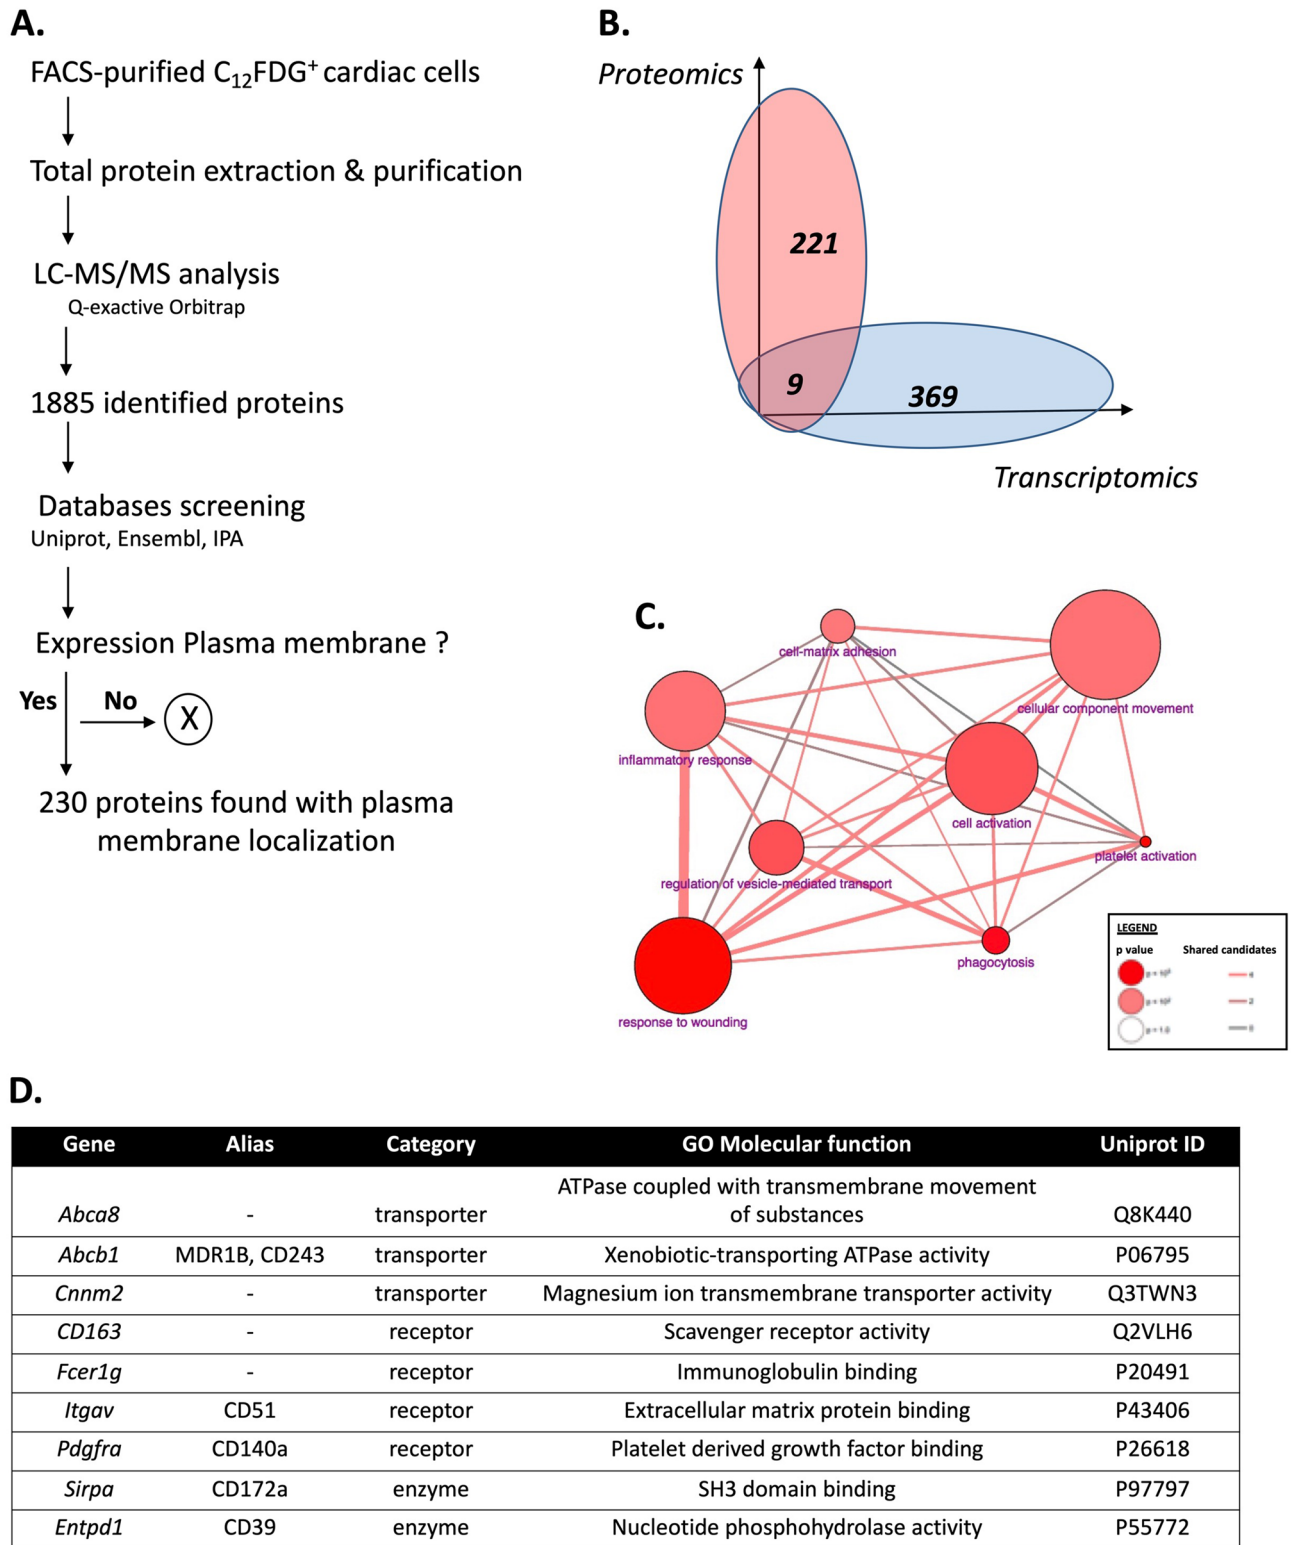 A.
FACS-purified C₁₂FDG⁺ cardiac cells
Total protein extraction & purification
LC-MS/MS analysis
Q-exactive Orbitrap
1885 identified proteins
Databases screening
Uniprot, Ensembl, IPA
Expression Plasma membrane ?
Yes
No
X
230 proteins found with plasma
membrane localization
B.
Proteomics
221
9
369
Transcriptomics
C.
cell-matrix adhesion
cellular component movement
inflammatory response
cell activation
platelet activation
regulation of vesicle-mediated transport
phagocytosis
response to wounding
LEGEND
p value Shared candidates
D.
Gene Alias Category GO Molecular function Uniprot ID
ATPase coupled with transmembrane movement
Abca8 - transporter of substances Q8K440
Abcb1 MDR1B, CD243 transporter Xenobiotic-transporting ATPase activity P06795
Cnnm2 - transporter Magnesium ion transmembrane transporter activity Q3TWN3
CD163 - receptor Scavenger receptor activity Q2VLH6
Fcer1g - receptor Immunoglobulin binding P20491
Itgav CD51 receptor Extracellular matrix protein binding P43406
Pdgfra CD140a receptor Platelet derived growth factor binding P26618
Sirpa CD172a enzyme SH3 domain binding P97797
Entpd1 CD39 enzyme Nucleotide phosphohydrolase activity P55772